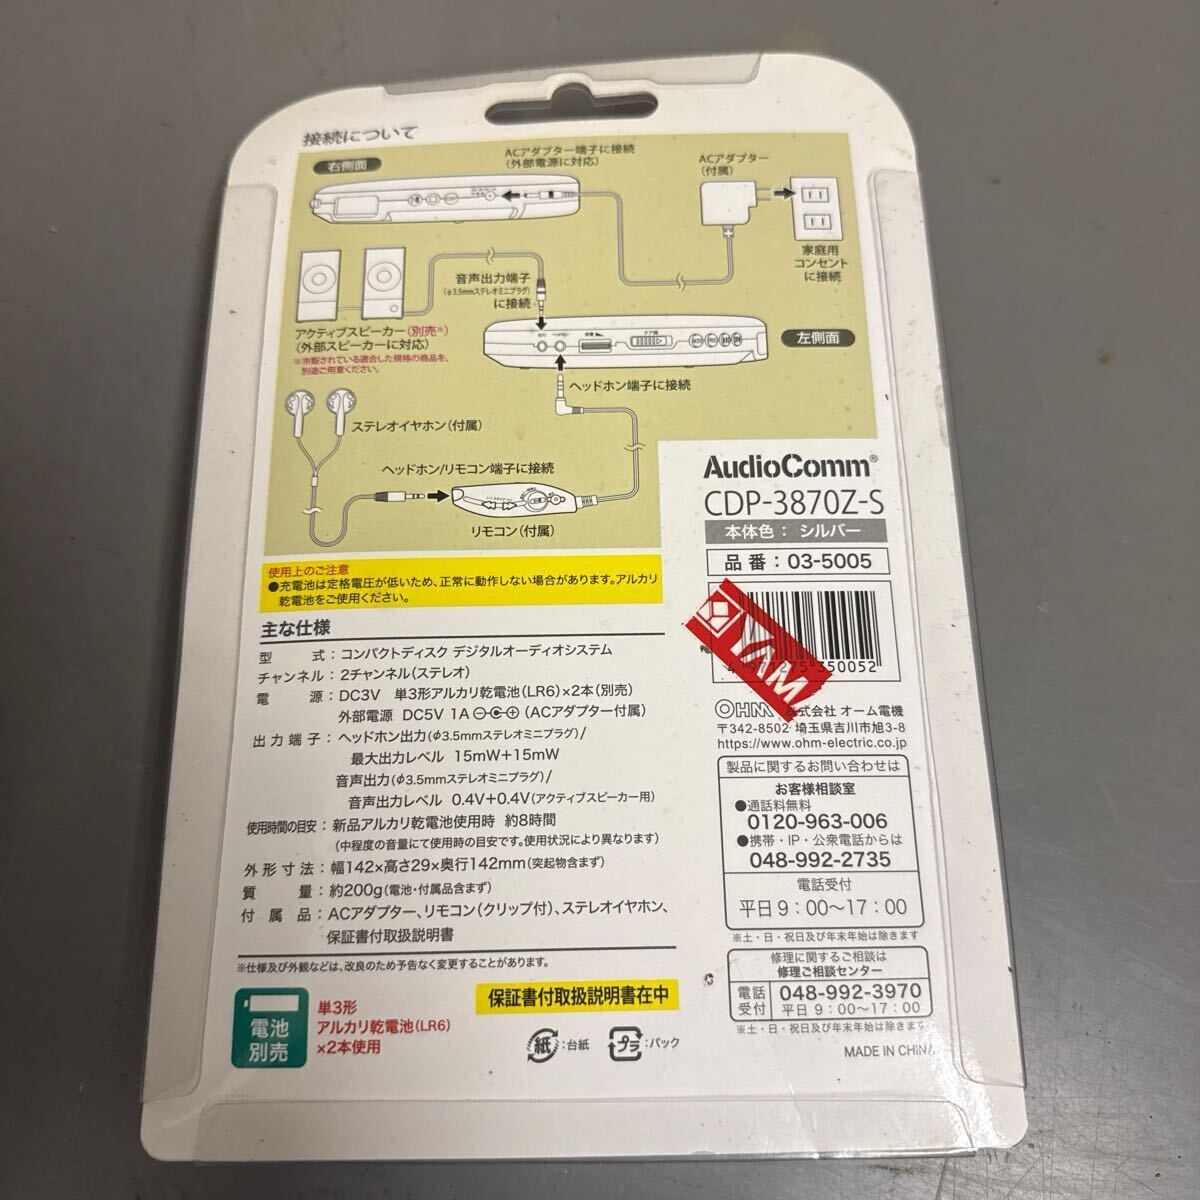 接続について
右側面
ACアダプター端子に接続
(外部電源に対応)
ACアダプター
(付属)
家庭用
コンセント
に接続
音声出力端子
(φ3.5mmステレオミニプラグ)
に接続
アクティブスピーカー(別売※)
(外部スピーカーに対応)
※市販されている適合した規格の商品を、
別途ご用意ください。
左側面
ヘッドホン端子に接続
ステレオイヤホン(付属)
ヘッドホン/リモコン端子に接続
リモコン(付属)
使用上のご注意
●充電池は定格電圧が低いため、正常に動作しない場合があります。アルカリ
乾電池をご使用ください。
主な仕様
型 式：コンパクトディスク デジタルオーディオシステム
チャンネル：2チャンネル(ステレオ)
電 源：DC3V 単3形アルカリ乾電池(LR6)×2本(別売)
外部電源 DC5V 1A (ACアダプター付属)
出力端子：ヘッドホン出力(φ3.5mmステレオミニプラグ)/
最大出力レベル 15mW+15mW
音声出力(φ3.5mmステレオミニプラグ)/
音声出力レベル 0.4V+0.4V(アクティブスピーカー用)
使用時間の目安：新品アルカリ乾電池使用時 約8時間
(中程度の音量にて使用時の目安です。使用状況により異なります)
外形寸法：幅142×高さ29×奥行142mm(突起物含まず)
質 量：約200g(電池・付属品含まず)
付属品：ACアダプター、リモコン(クリップ付)、ステレオイヤホン、
保証書付取扱説明書
※仕様及び外観などは、改良のため予告なく変更することがあります。
電池
別売
単3形
アルカリ乾電池(LR6)
×2本使用
保証書付取扱説明書在中
紙：台紙
プラ：パック
AudioComm®
CDP-3870Z-S
本体色： シルバー
品番：03-5005
YAM
350052
OHM 株式会社 オーム電機
〒342-8502 埼玉県吉川市旭3-8
https://www.ohm-electric.co.jp
製品に関するお問い合わせは
お客様相談室
●通話料無料
0120-963-006
●携帯・IP・公衆電話からは
048-992-2735
電話受付
平日 9：00〜17：00
※土・日・祝日及び年末年始は除きます
修理に関するご相談は
修理ご相談センター
電話
受付
048-992-3970
平日 9：00〜17：00
※土・日・祝日及び年末年始は除きます
MADE IN CHINA